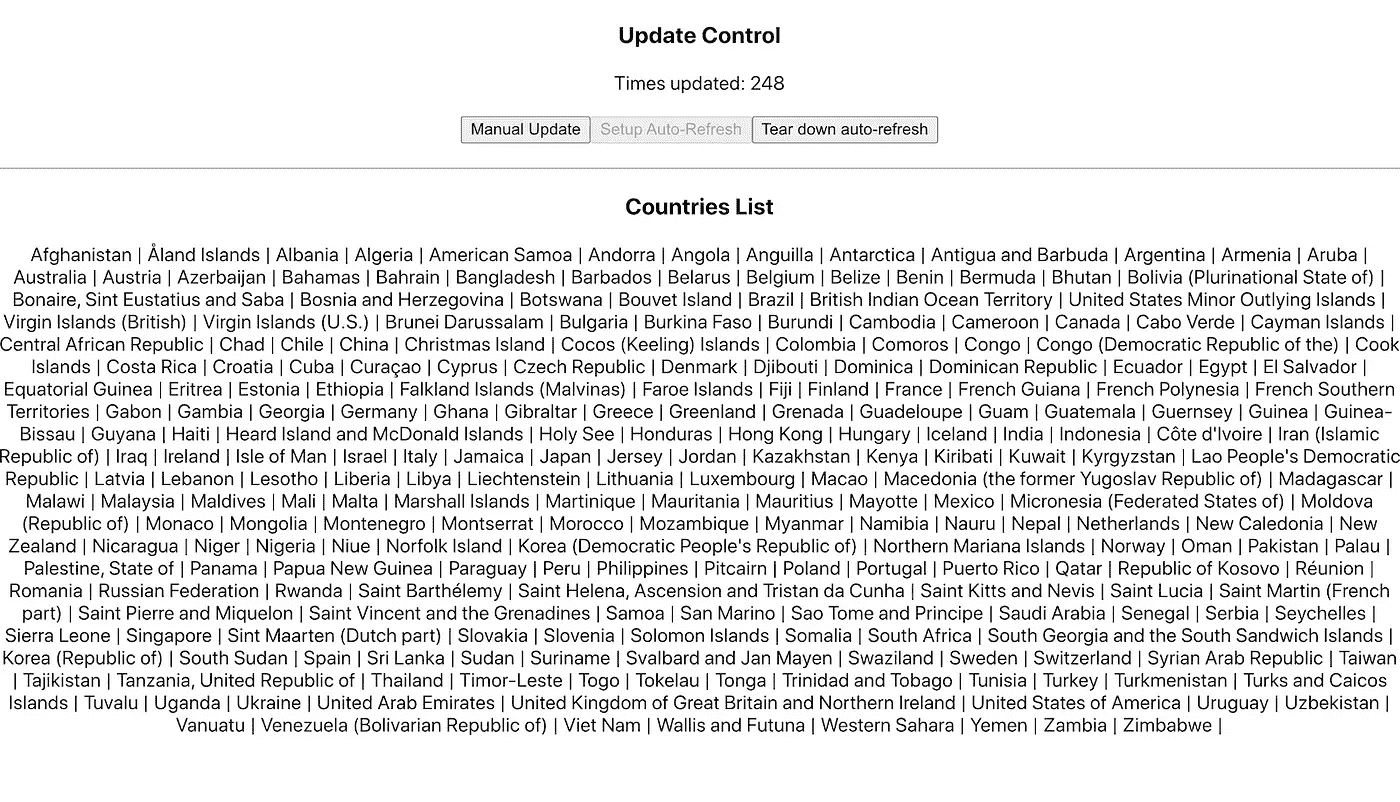 Update Control
Times updated: 248
Manual Update Setup Auto-Refresh Tear down auto-refresh
Countries List
Afghanistan | Åland Islands | Albania | Algeria | American Samoa | Andorra | Angola | Anguilla | Antarctica | Antigua and Barbuda | Argentina | Armenia | Aruba |
Australia | Austria | Azerbaijan | Bahamas | Bahrain | Bangladesh | Barbados | Belarus | Belgium | Belize | Benin | Bermuda | Bhutan | Bolivia (Plurinational State of) |
Bonaire, Sint Eustatius and Saba | Bosnia and Herzegovina | Botswana | Bouvet Island | Brazil | British Indian Ocean Territory | United States Minor Outlying Islands |
Virgin Islands (British) | Virgin Islands (U.S.) | Brunei Darussalam | Bulgaria | Burkina Faso | Burundi | Cambodia | Cameroon | Canada | Cabo Verde | Cayman Islands |
Central African Republic | Chad | Chile | China | Christmas Island | Cocos (Keeling) Islands | Colombia | Comoros | Congo | Congo (Democratic Republic of the) | Cook
Islands | Costa Rica | Croatia | Cuba | Curaçao | Cyprus | Czech Republic | Denmark | Djibouti | Dominica | Dominican Republic | Ecuador | Egypt | El Salvador |
Equatorial Guinea | Eritrea | Estonia | Ethiopia | Falkland Islands (Malvinas) | Faroe Islands | Fiji | Finland | France | French Guiana | French Polynesia | French Southern
Territories | Gabon | Gambia | Georgia | Germany | Ghana | Gibraltar | Greece | Greenland | Grenada | Guadeloupe | Guam | Guatemala | Guernsey | Guinea | Guinea-
Bissau | Guyana | Haiti | Heard Island and McDonald Islands | Holy See | Honduras | Hong Kong | Hungary | Iceland | India | Indonesia | Côte d'Ivoire | Iran (Islamic
Republic of) | Iraq | Ireland | Isle of Man | Israel | Italy | Jamaica | Japan | Jersey | Jordan | Kazakhstan | Kenya | Kiribati | Kuwait | Kyrgyzstan | Lao People's Democratic
Republic | Latvia | Lebanon | Lesotho | Liberia | Libya | Liechtenstein | Lithuania | Luxembourg | Macao | Macedonia (the former Yugoslav Republic of) | Madagascar |
Malawi | Malaysia | Maldives | Mali | Malta | Marshall Islands | Martinique | Mauritania | Mauritius | Mayotte | Mexico | Micronesia (Federated States of) | Moldova
(Republic of) | Monaco | Mongolia | Montenegro | Montserrat | Morocco | Mozambique | Myanmar | Namibia | Nauru | Nepal | Netherlands | New Caledonia | New
Zealand | Nicaragua | Niger | Nigeria | Niue | Norfolk Island | Korea (Democratic People's Republic of) | Northern Mariana Islands | Norway | Oman | Pakistan | Palau |
Palestine, State of | Panama | Papua New Guinea | Paraguay | Peru | Philippines | Pitcairn | Poland | Portugal | Puerto Rico | Qatar | Republic of Kosovo | Réunion |
Romania | Russian Federation | Rwanda | Saint Barthélemy | Saint Helena, Ascension and Tristan da Cunha | Saint Kitts and Nevis | Saint Lucia | Saint Martin (French
part) | Saint Pierre and Miquelon | Saint Vincent and the Grenadines | Samoa | San Marino | Sao Tome and Principe | Saudi Arabia | Senegal | Serbia | Seychelles |
Sierra Leone | Singapore | Sint Maarten (Dutch part) | Slovakia | Slovenia | Solomon Islands | Somalia | South Africa | South Georgia and the South Sandwich Islands |
Korea (Republic of) | South Sudan | Spain | Sri Lanka | Sudan | Suriname | Svalbard and Jan Mayen | Swaziland | Sweden | Switzerland | Syrian Arab Republic | Taiwan
| Tajikistan | Tanzania, United Republic of | Thailand | Timor-Leste | Togo | Tokelau | Tonga | Trinidad and Tobago | Tunisia | Turkey | Turkmenistan | Turks and Caicos
Islands | Tuvalu | Uganda | Ukraine | United Arab Emirates | United Kingdom of Great Britain and Northern Ireland | United States of America | Uruguay | Uzbekistan |
Vanuatu | Venezuela (Bolivarian Republic of) | Viet Nam | Wallis and Futuna | Western Sahara | Yemen | Zambia | Zimbabwe |